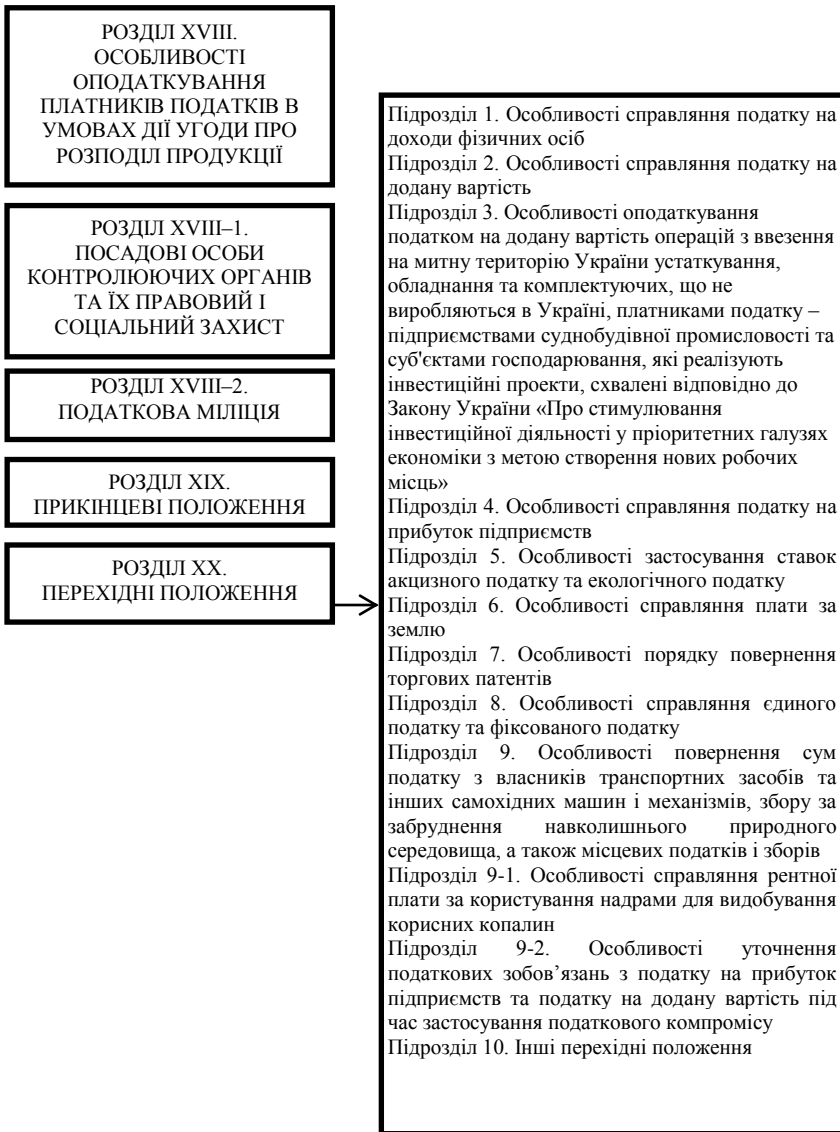 РОЗДІЛ XVIII.
ОСОБЛИВОСТІ
ОПОДАТКУВАННЯ
ПЛАТНИКІВ ПОДАТКІВ В
УМОВАХ ДІЇ УГОДИ ПРО
РОЗПОДІЛ ПРОДУКЦІЇ
РОЗДІЛ XVIII–1.
ПОСАДОВІ ОСОБИ
КОНТРОЛЮЮЧИХ ОРГАНІВ
ТА ЇХ ПРАВОВИЙ І
СОЦІАЛЬНИЙ ЗАХИСТ
РОЗДІЛ XVIII–2.
ПОДАТКОВА МІЛІЦІЯ
РОЗДІЛ XIX.
ПРИКІНЦЕВІ ПОЛОЖЕННЯ
РОЗДІЛ XX.
ПЕРЕХІДНІ ПОЛОЖЕННЯ
Підрозділ 1. Особливості справляння податку на
доходи фізичних осіб
Підрозділ 2. Особливості справляння податку на
додану вартість
Підрозділ 3. Особливості оподаткування
податком на додану вартість операцій з ввезення
на митну територію України устаткування,
обладнання та комплектуючих, що не
виробляються в Україні, платниками податку –
підприємствами суднобудівної промисловості та
суб'єктами господарювання, які реалізують
інвестиційні проекти, схвалені відповідно до
Закону України «Про стимулювання
інвестиційної діяльності у пріоритетних галузях
економіки з метою створення нових робочих
місць»
Підрозділ 4. Особливості справляння податку на
прибуток підприємств
Підрозділ 5. Особливості застосування ставок
акцизного податку та екологічного податку
Підрозділ 6. Особливості справляння плати за
землю
Підрозділ 7. Особливості порядку повернення
торгових патентів
Підрозділ 8. Особливості справляння єдиного
податку та фіксованого податку
Підрозділ 9. Особливості повернення сум
податку з власників транспортних засобів та
інших самохідних машин і механізмів, збору за
забруднення навколишнього природного
середовища, а також місцевих податків і зборів
Підрозділ 9-1. Особливості справляння рентної
плати за користування надрами для видобування
корисних копалин
Підрозділ 9-2. Особливості уточнення
податкових зобов’язань з податку на прибуток
підприємств та податку на додану вартість під
час застосування податкового компромісу
Підрозділ 10. Інші перехідні положення